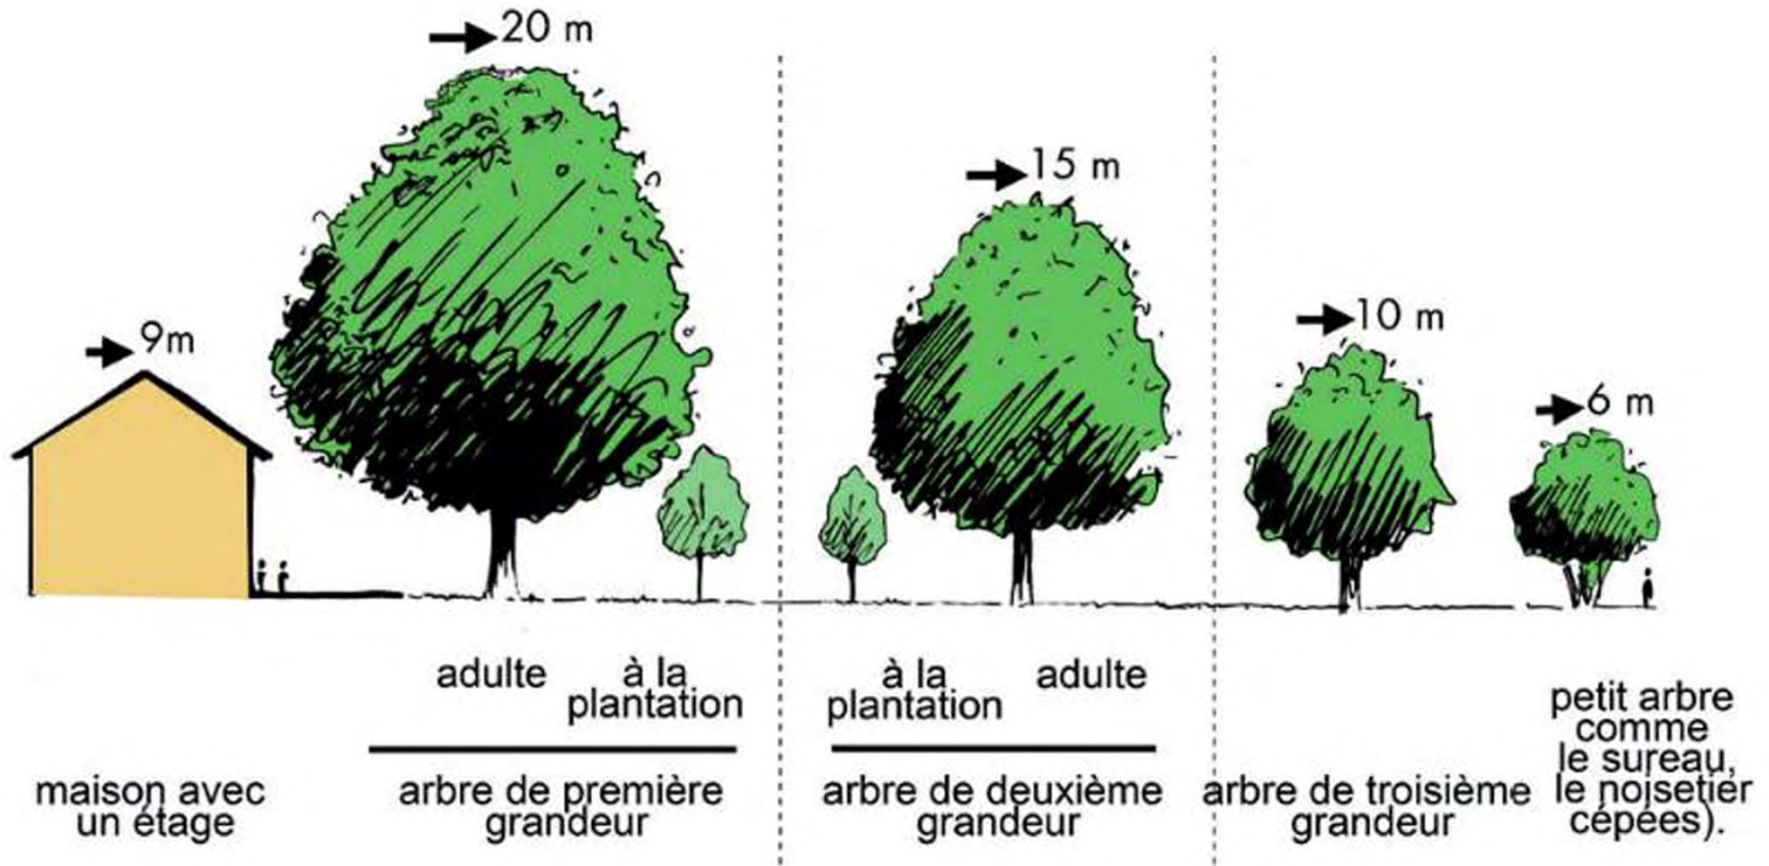 20 m
15 m
10 m
9m
6 m
adulte
à la
plantation
à la
plantation
adulte
maison avec
un étage
arbre de première
grandeur
arbre de deuxième
grandeur
arbre de troisième
grandeur
petit arbre
comme
le sureau,
le noisetier
cépées).